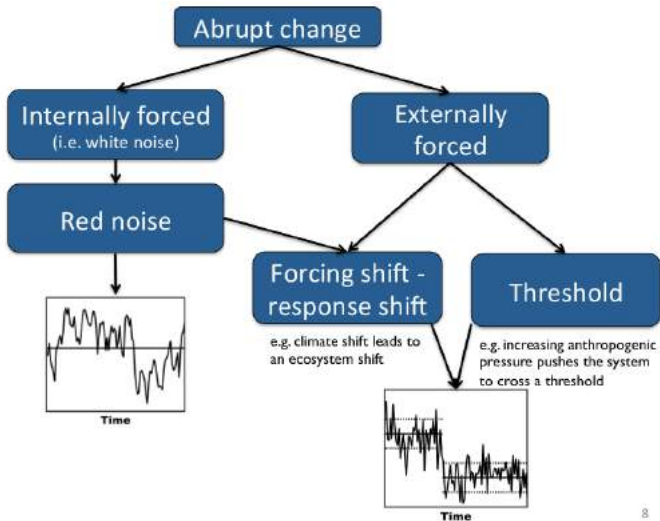 Abrupt change
Internally forced
(i.e. white noise)
Externally
forced
Red noise
Forcing shift -
response shift
Threshold
e.g. climate shift leads to
an ecosystem shift
e.g. increasing anthropogenic
pressure pushes the system
to cross a threshold
Time
Time
8